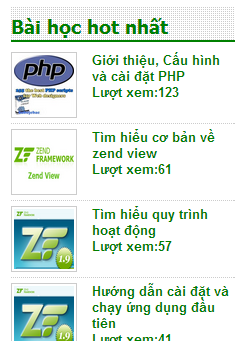 Bài học hot nhất
php
Giới thiệu, Cấu hình
và cài đặt PHP
Lượt xem:123
ZEND
FRAMEWORK
Zend View
Tìm hiểu cơ bản về
zend view
Lượt xem:61
ZF
1.9
Tìm hiểu quy trình
hoạt động
Lượt xem:57
ZF
1.9
Hướng dẫn cài đặt và
chạy ứng dụng đầu
tiên
Lượt xem:41